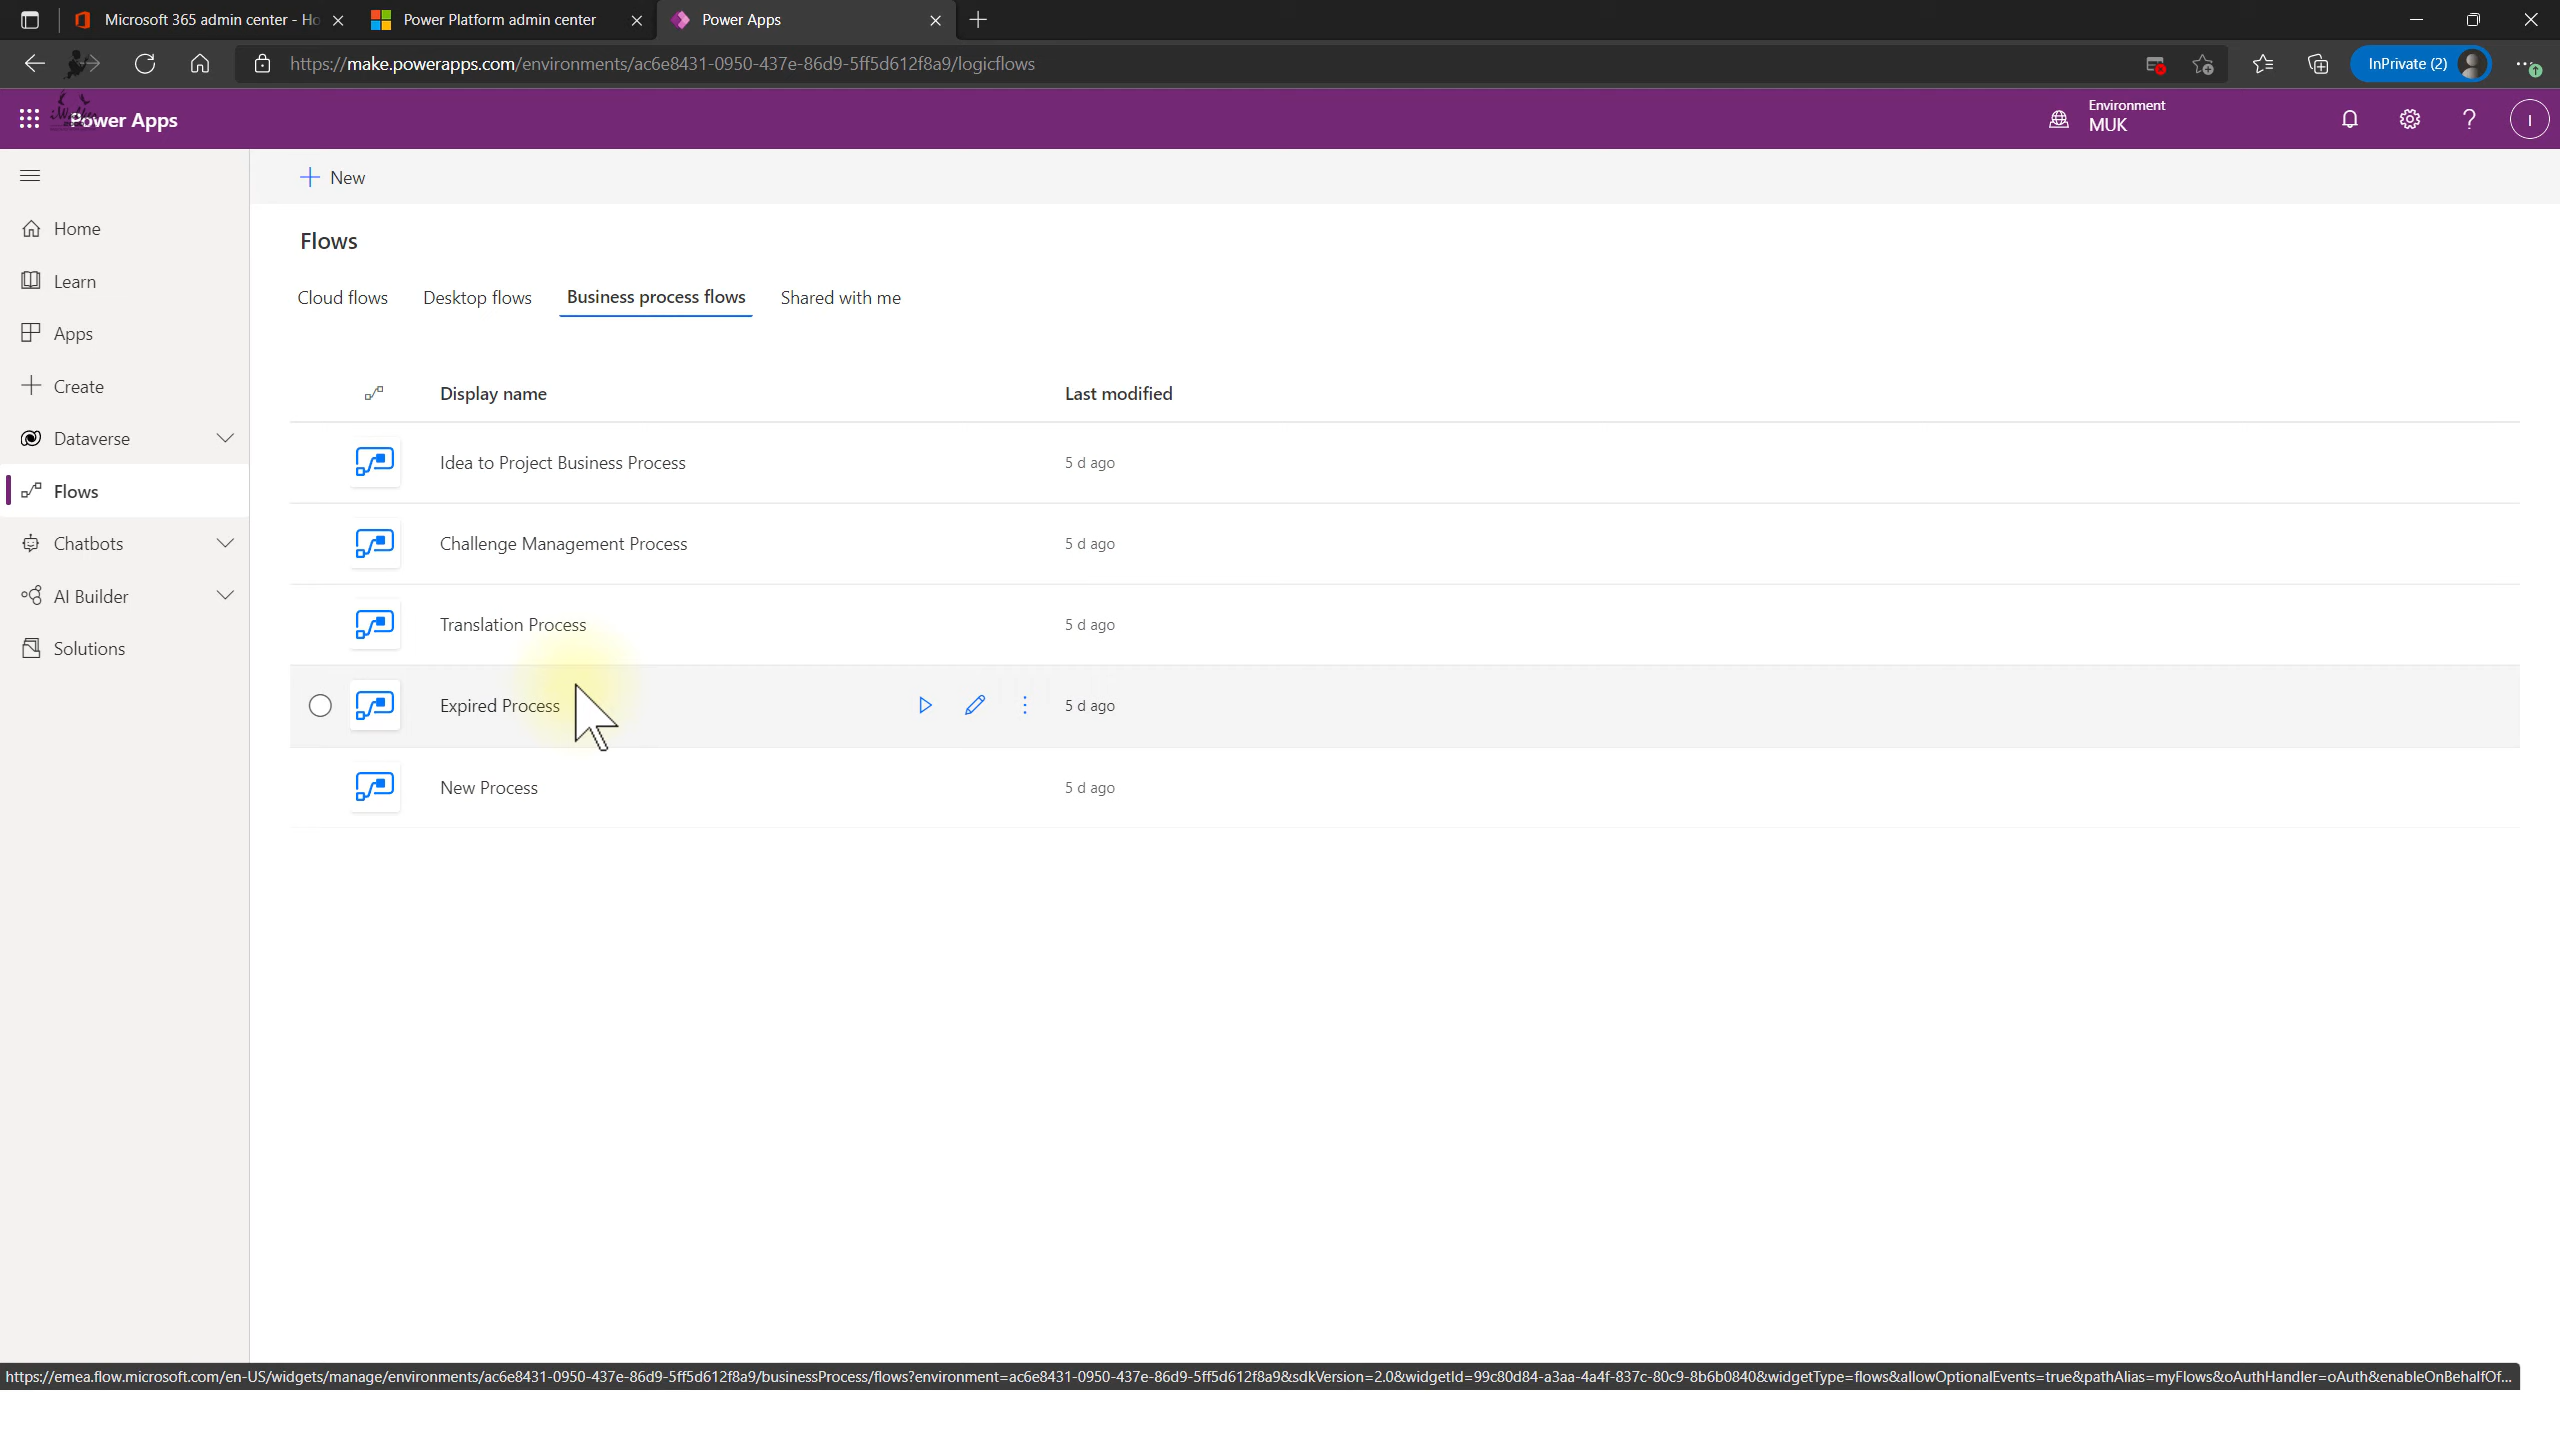 Microsoft 365 admin center - Ho
Power Platform admin center
Power Apps
https://make.powerapps.com/environments/ac6e8431-0950-437e-86d9-5ff5d612f8a9/logicflows
InPrivate (2)
Power Apps
Environment
MUK
I
New
Home
Learn
Apps
Create
Dataverse
Flows
Chatbots
AI Builder
Solutions
Flows
Cloud flows
Desktop flows
Business process flows
Shared with me
Display name
Last modified
Idea to Project Business Process
5 d ago
Challenge Management Process
5 d ago
Translation Process
5 d ago
Expired Process
5 d ago
New Process
5 d ago
https://emea.flow.microsoft.com/en-US/widgets/manage/environments/ac6e8431-0950-437e-86d9-5ff5d612f8a9/businessProcess/flows?environment=ac6e8431-0950-437e-86d9-5ff5d612f8a9&sdkVersion=2.0&widgetId=99c80d84-a3aa-4a4f-837c-80c9-8b6b0840&widgetType=flows&allowOptionalEvents=true&pathAlias=myFlows&oAuthHandler=oAuth&enableOnBehalfOf...